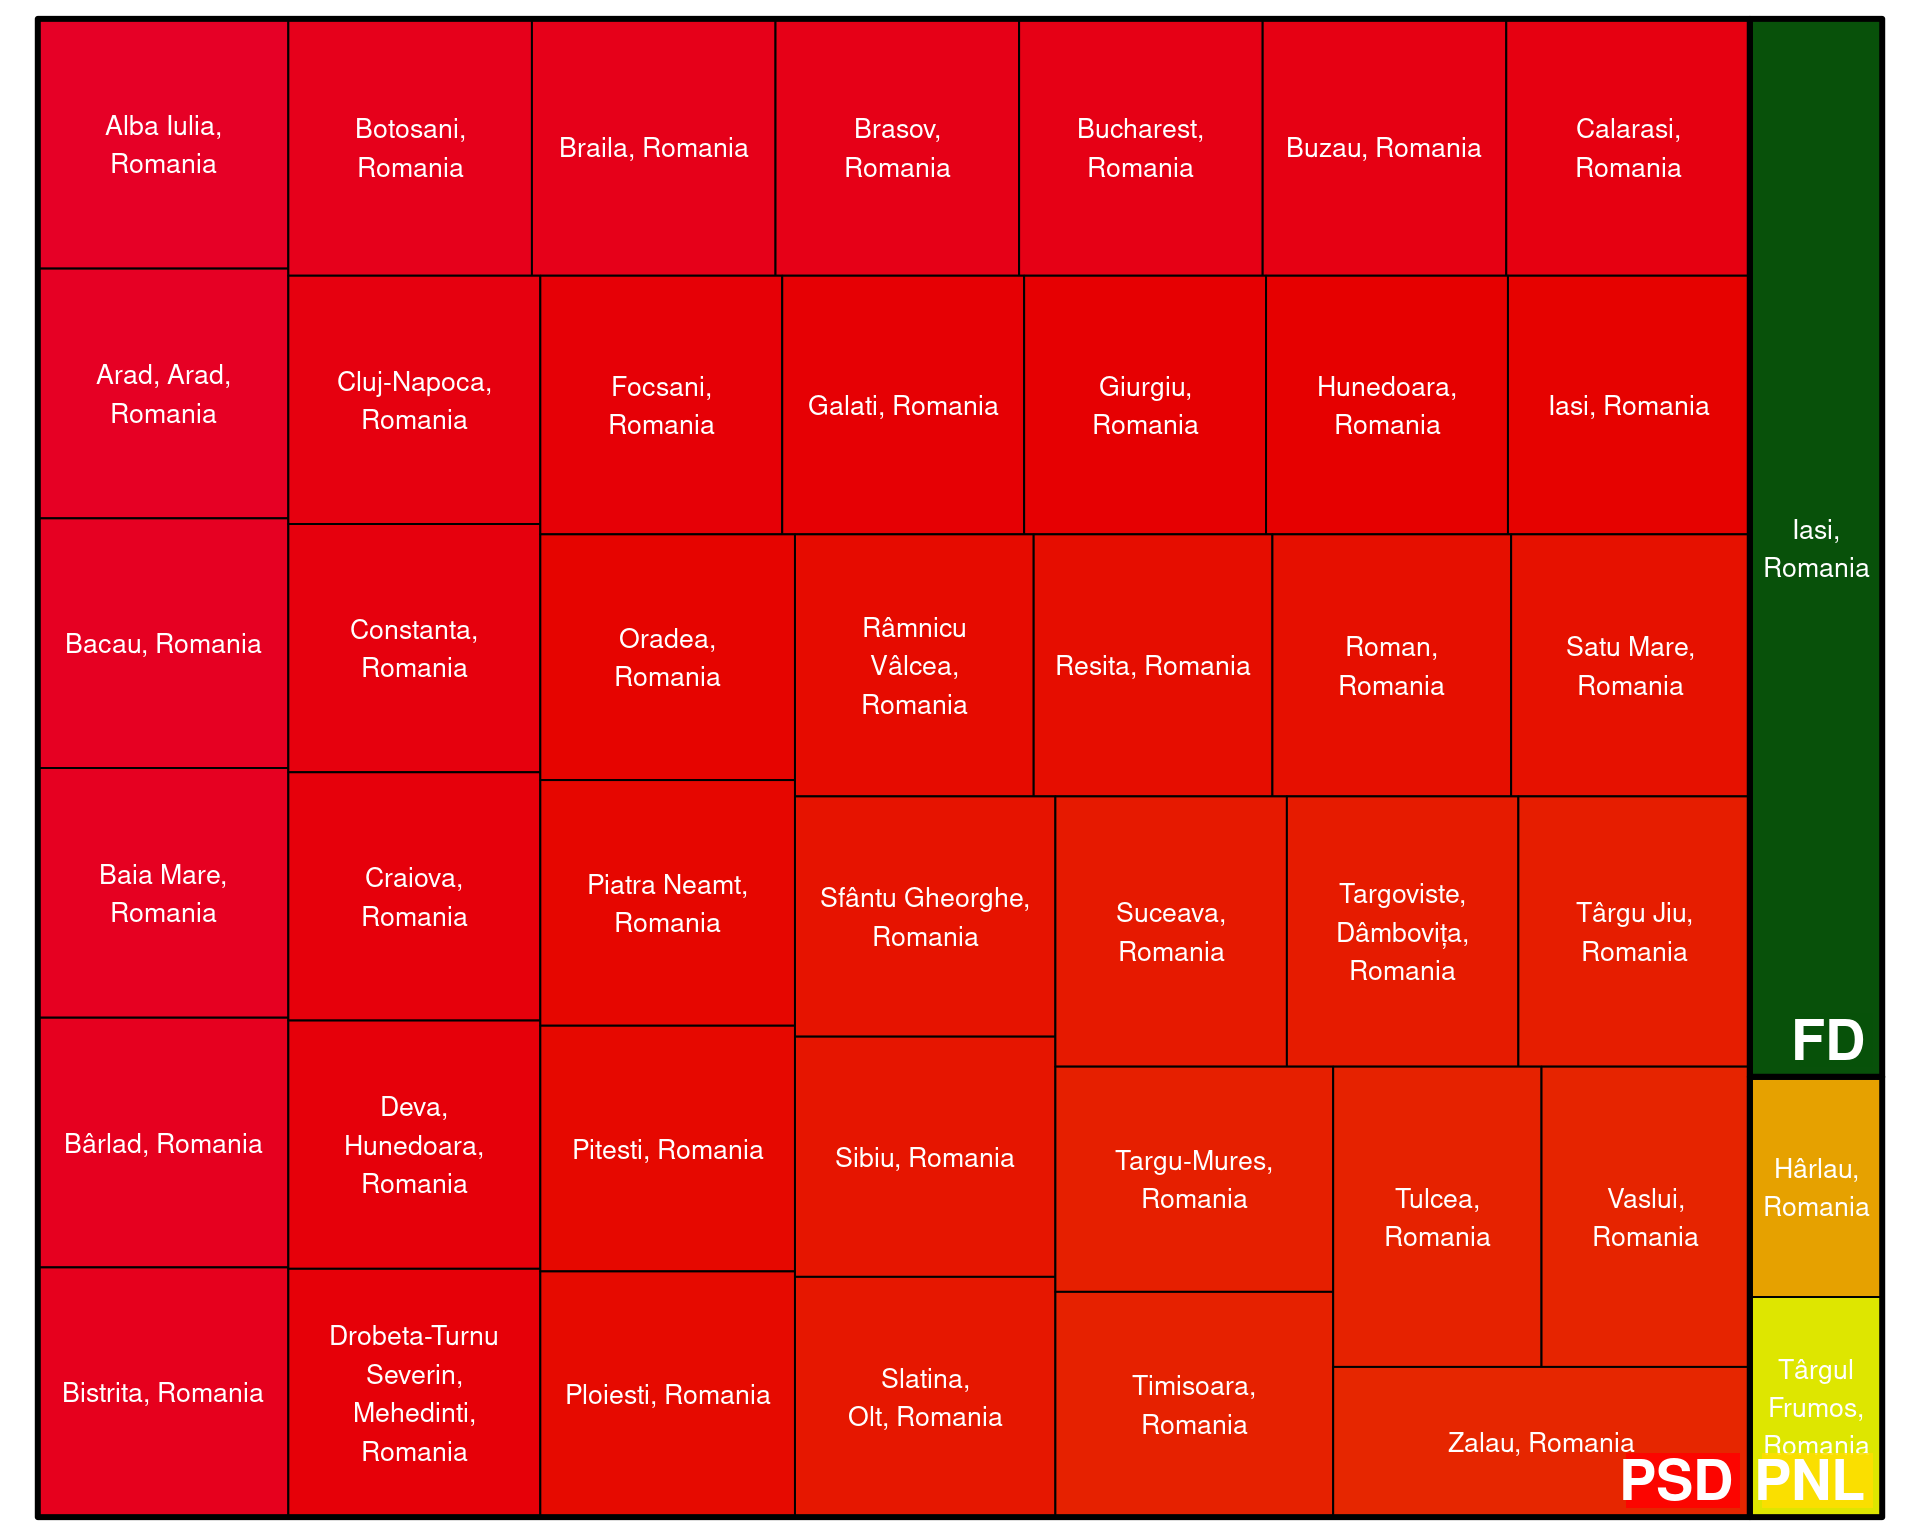 Alba Iulia,
Romania
Botosani,
Romania
Braila, Romania
Brasov,
Romania
Bucharest,
Romania
Buzau, Romania
Calarasi,
Romania
Arad, Arad,
Romania
Cluj-Napoca,
Romania
Focsani,
Romania
Galati, Romania
Giurgiu,
Romania
Hunedoara,
Romania
Iasi, Romania
Iasi,
Romania
Bacau, Romania
Constanta,
Romania
Oradea,
Romania
Râmnicu
Vâlcea,
Romania
Resita, Romania
Roman,
Romania
Satu Mare,
Romania
Baia Mare,
Romania
Craiova,
Romania
Piatra Neamt,
Romania
Sfântu Gheorghe,
Romania
Suceava,
Romania
Targoviste,
Dâmbovița,
Romania
Târgu Jiu,
Romania
FD
Bârlad, Romania
Deva,
Hunedoara,
Romania
Pitesti, Romania
Sibiu, Romania
Targu-Mures,
Romania
Tulcea,
Romania
Vaslui,
Romania
Hârlau,
Romania
Bistrita, Romania
Drobeta-Turnu
Severin,
Mehedinti,
Romania
Ploiesti, Romania
Slatina,
Olt, Romania
Timisoara,
Romania
Zalau, Romania
Târgul
Frumos,
Romania
PSD
PNL